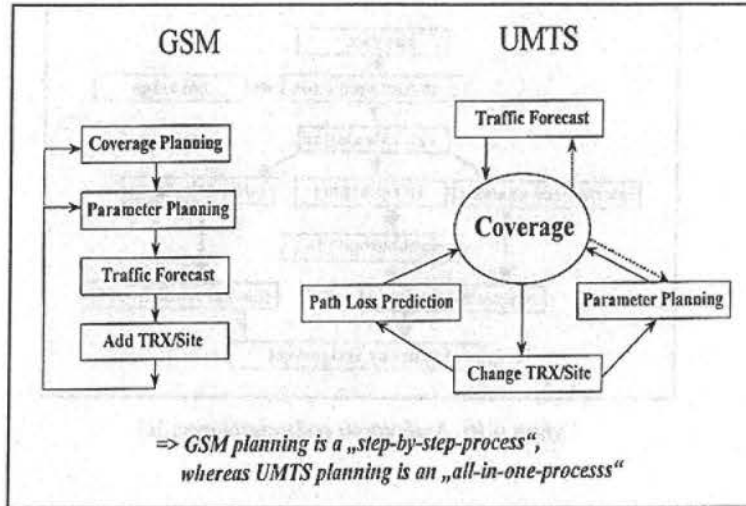 GSM
UMTS
Coverage Planning
Parameter Planning
Traffic Forecast
Add TRX/Site
Traffic Forecast
Coverage
Path Loss Prediction
Parameter Planning
Change TRX/Site
=> GSM planning is a „step-by-step-process“,
whereas UMTS planning is an „all-in-one-processs“